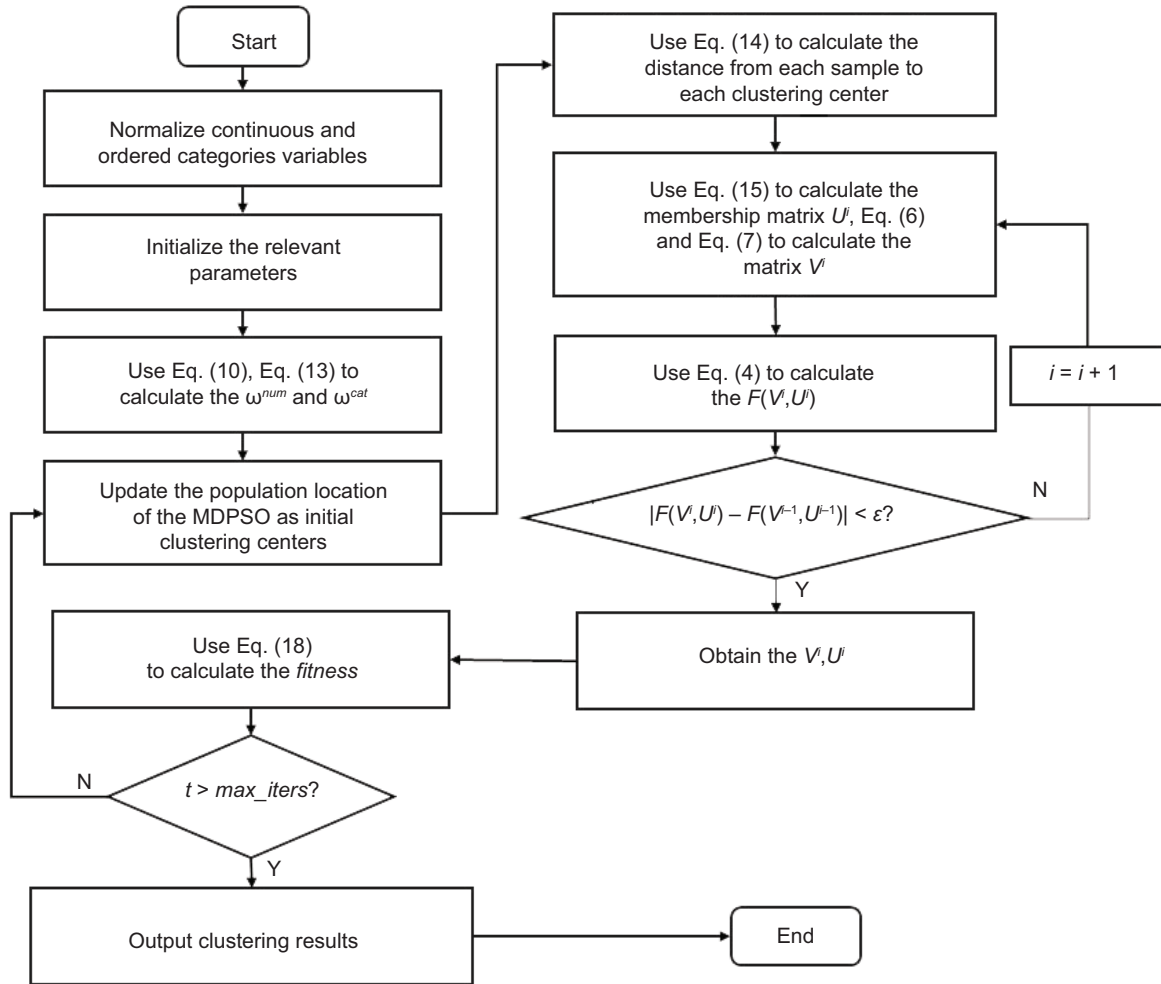 Start
Normalize continuous and
ordered categories variables
Initialize the relevant
parameters
Use Eq. (10), Eq. (13) to
calculate the ω^num and ω^cat
Update the population location
of the MDPSO as initial
clustering centers
Use Eq. (14) to calculate the
distance from each sample to
each clustering center
Use Eq. (15) to calculate the
membership matrix U^i, Eq. (6)
and Eq. (7) to calculate the
matrix V^i
Use Eq. (4) to calculate
the F(V^i,U^i)
i = i + 1
|F(V^i,U^i) – F(V^i–1,U^i–1)| < ε?
N
Y
Obtain the V^i,U^i
Use Eq. (18)
to calculate the fitness
t > max_iters?
N
Y
Output clustering results
End